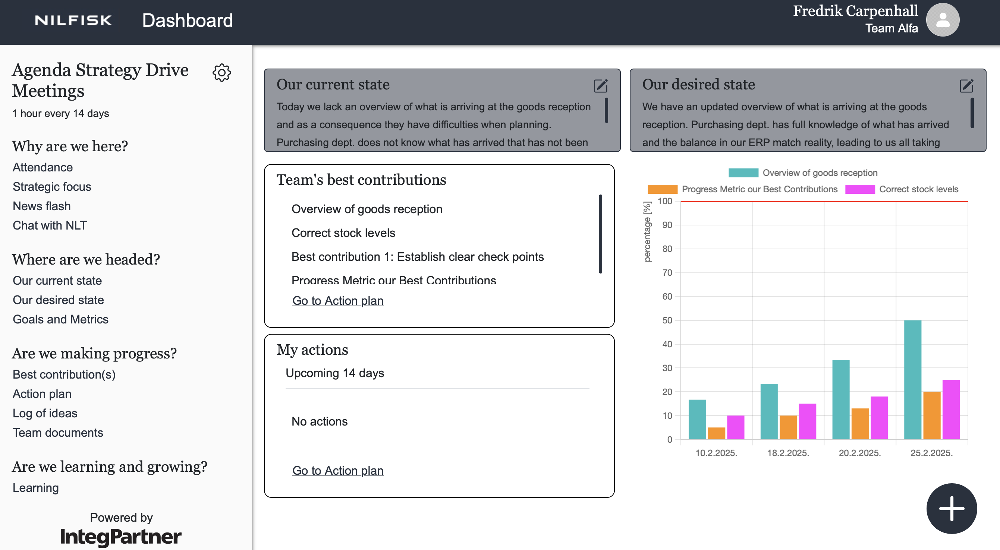 NILFISK
Dashboard
Fredrik Carpenhall
Team Alfa
Agenda Strategy Drive
Meetings
1 hour every 14 days
Why are we here?
Attendance
Strategic focus
News flash
Chat with NLT
Where are we headed?
Our current state
Our desired state
Goals and Metrics
Are we making progress?
Best contribution(s)
Action plan
Log of ideas
Team documents
Are we learning and growing?
Learning
Powered by
IntegPartner
Our current state
Today we lack an overview of what is arriving at the goods reception
and as a consequence they have difficulties when planning.
Purchasing dept. does not know what has arrived that has not been
Our desired state
We have an updated overview of what is arriving at the goods
reception. Purchasing dept. has full knowledge of what has arrived
and the balance in our ERP match reality, leading to us all taking
Team's best contributions
Overview of goods reception
Correct stock levels
Best contribution 1: Establish clear check points
Progress Metric our Best Contributions
Go to Action plan
My actions
Upcoming 14 days
No actions
Go to Action plan
Overview of goods reception
Progress Metric our Best Contributions
Correct stock levels
percentage [%]
100
90
80
70
60
50
40
30
20
10
0
10.2.2025.
18.2.2025.
20.2.2025.
25.2.2025.